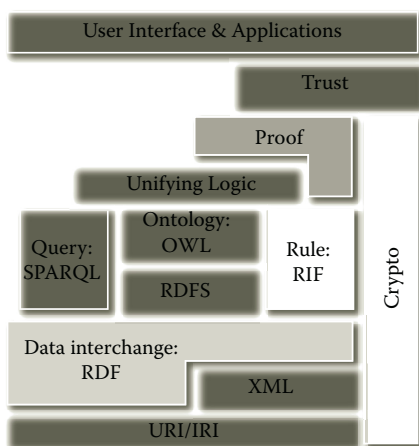 User Interface & Applications
Trust
Proof
Unifying Logic
Query:
SPARQL
Ontology:
OWL
RDFS
Rule:
RIF
Crypto
Data interchange:
RDF
XML
URI/IRI